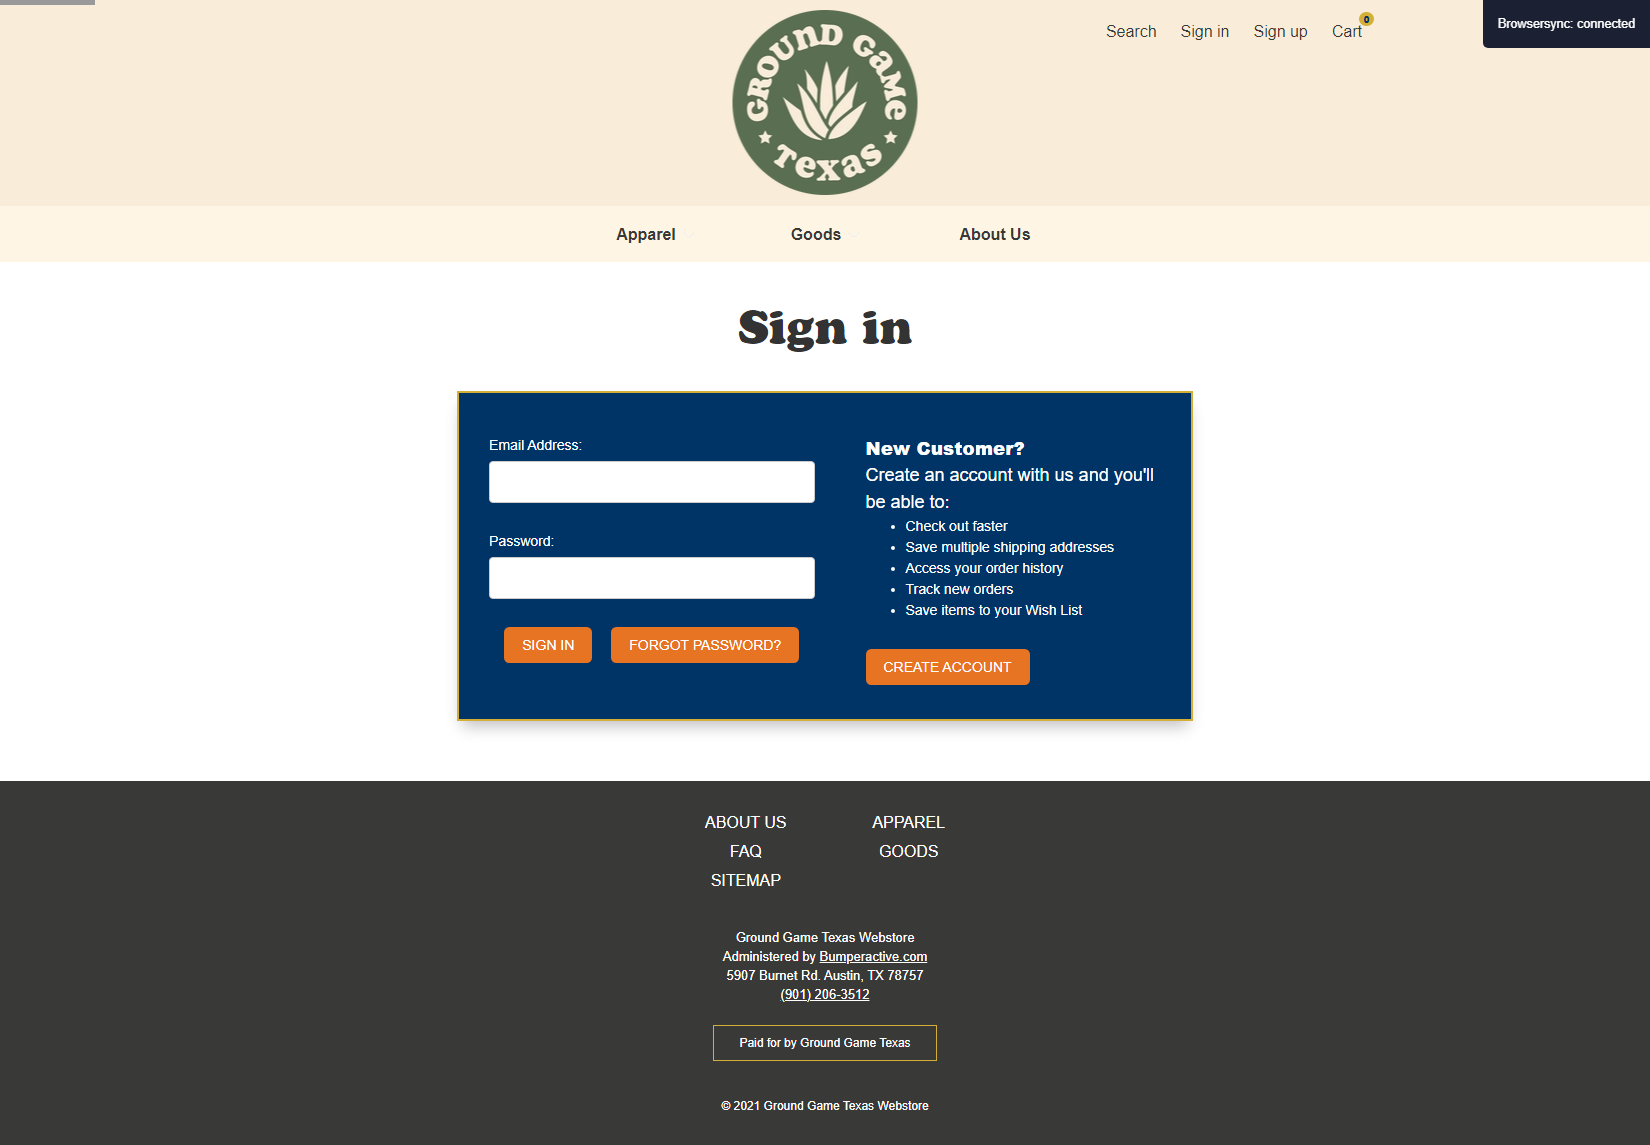 GROUND GAME
TEXAS
Search Sign in Sign up Cart 0
Browsersync: connected
Apparel Goods About Us
Sign in
Email Address:
Password:
SIGN IN FORGOT PASSWORD?
New Customer?
Create an account with us and you'll
be able to:
• Check out faster
• Save multiple shipping addresses
• Access your order history
• Track new orders
• Save items to your Wish List
CREATE ACCOUNT
ABOUT US APPAREL
FAQ GOODS
SITEMAP
Ground Game Texas Webstore
Administered by Bumperactive.com
5907 Burnet Rd. Austin, TX 78757
(901) 206-3512
Paid for by Ground Game Texas
© 2021 Ground Game Texas Webstore